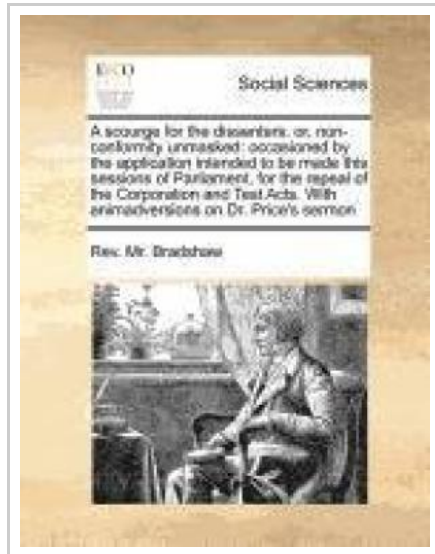 ECCO
Social Sciences
A scourge for the dissenters; or, non-
conformity unmasked: occasioned by
the application intended to be made this
sessions of Parliament, for the repeal of
the Corporation and Test Acts. With
animadversions on Dr. Price's sermon
Rev. Mr. Bradshaw